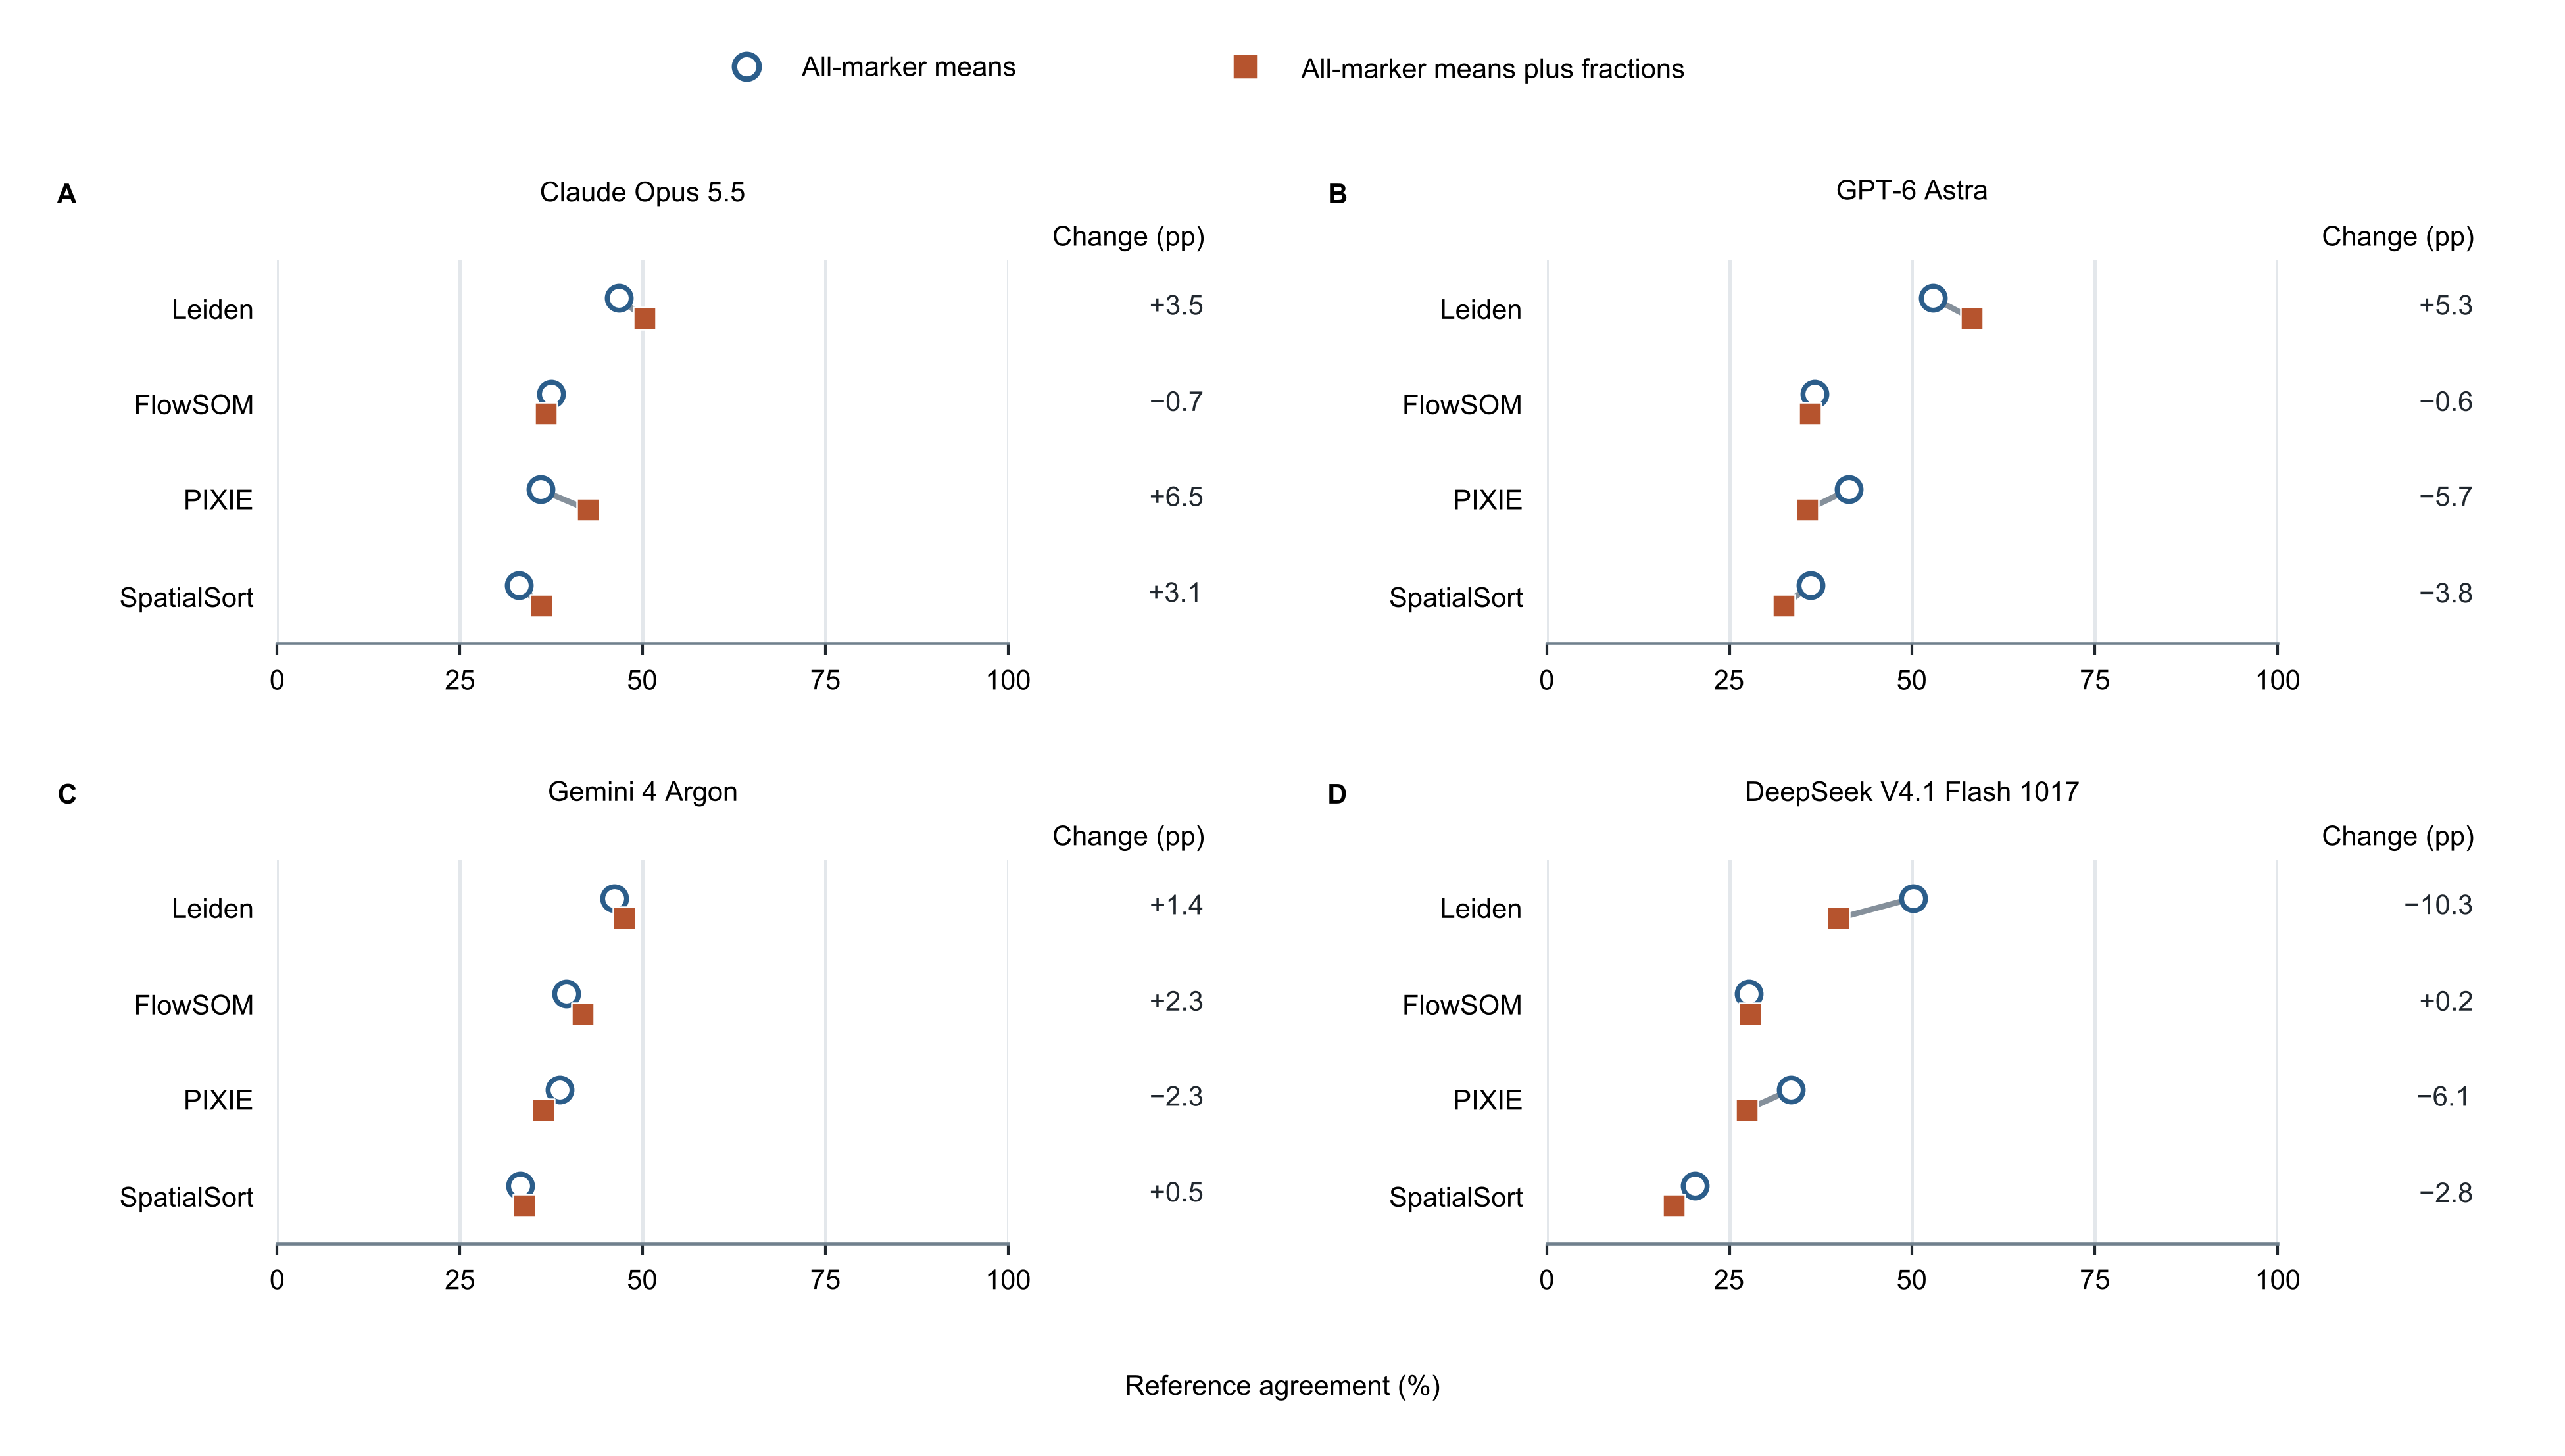 All-marker means
All-marker means plus fractions
A
Claude Opus 5.5
Change (pp)
Leiden
+3.5
FlowSOM
−0.7
PIXIE
+6.5
SpatialSort
+3.1
0 25 50 75 100
B
GPT-6 Astra
Change (pp)
Leiden
+5.3
FlowSOM
−0.6
PIXIE
−5.7
SpatialSort
−3.8
0 25 50 75 100
C
Gemini 4 Argon
Change (pp)
Leiden
+1.4
FlowSOM
+2.3
PIXIE
−2.3
SpatialSort
+0.5
0 25 50 75 100
D
DeepSeek V4.1 Flash 1017
Change (pp)
Leiden
−10.3
FlowSOM
+0.2
PIXIE
−6.1
SpatialSort
−2.8
0 25 50 75 100
Reference agreement (%)